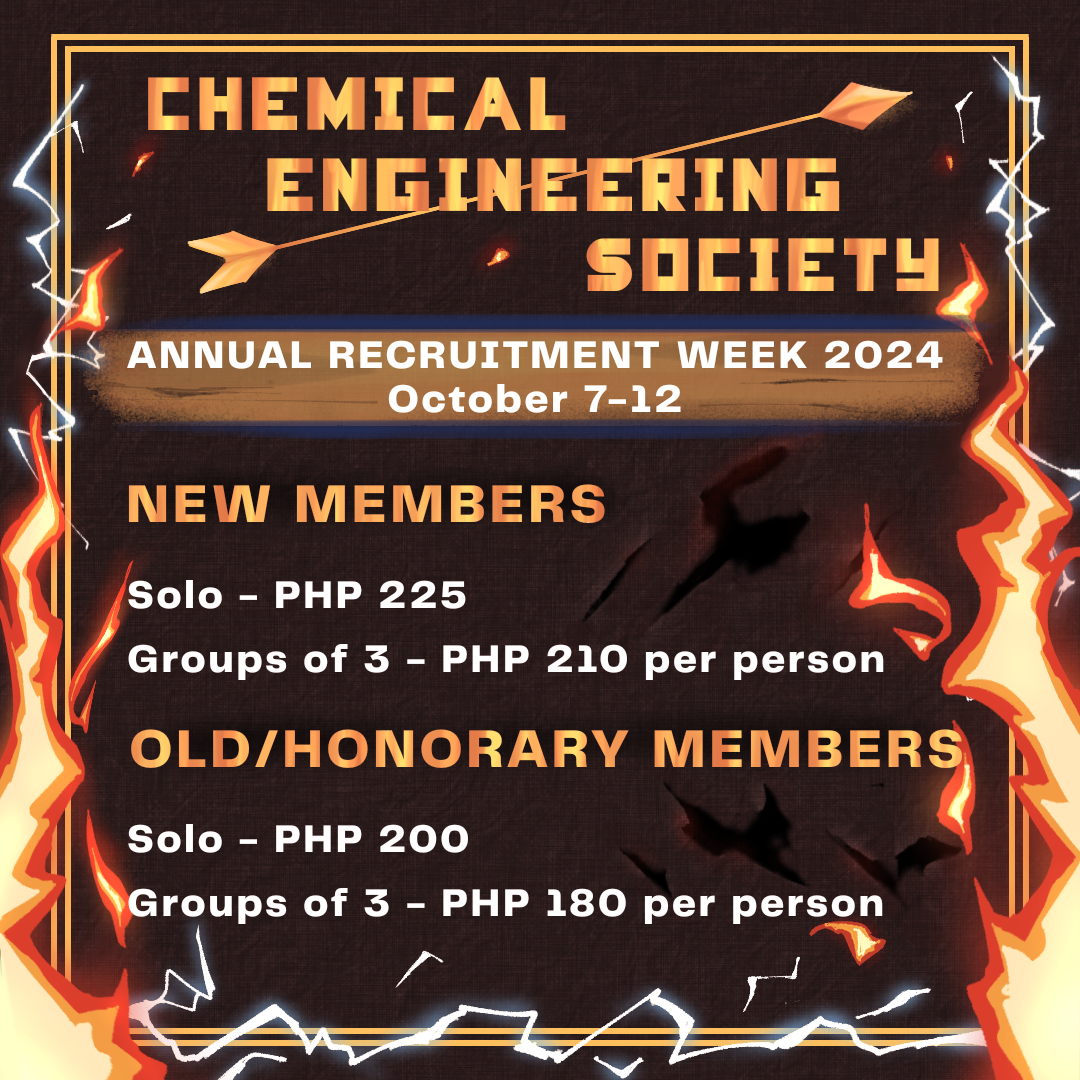 CHEMICAL
ENGINEERING
SOCIETY
ANNUAL RECRUITMENT WEEK 2024
October 7-12
NEW MEMBERS
Solo - PHP 225
Groups of 3 - PHP 210 per person
OLD/HONORARY MEMBERS
Solo - PHP 200
Groups of 3 - PHP 180 per person